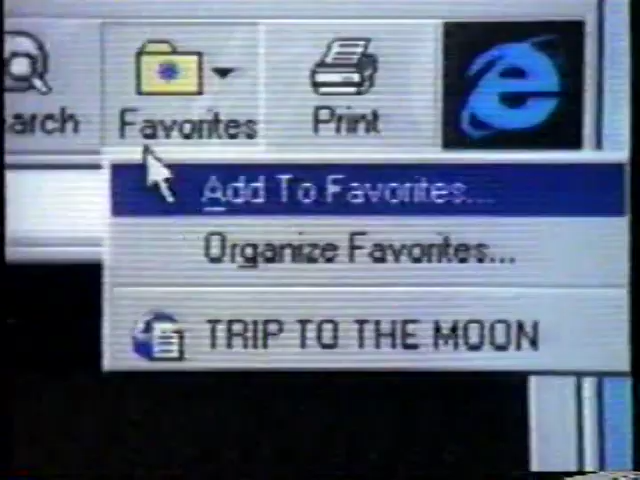 arch
Favorites
Print
Add To Favorites...
Organize Favorites...
TRIP TO THE MOON